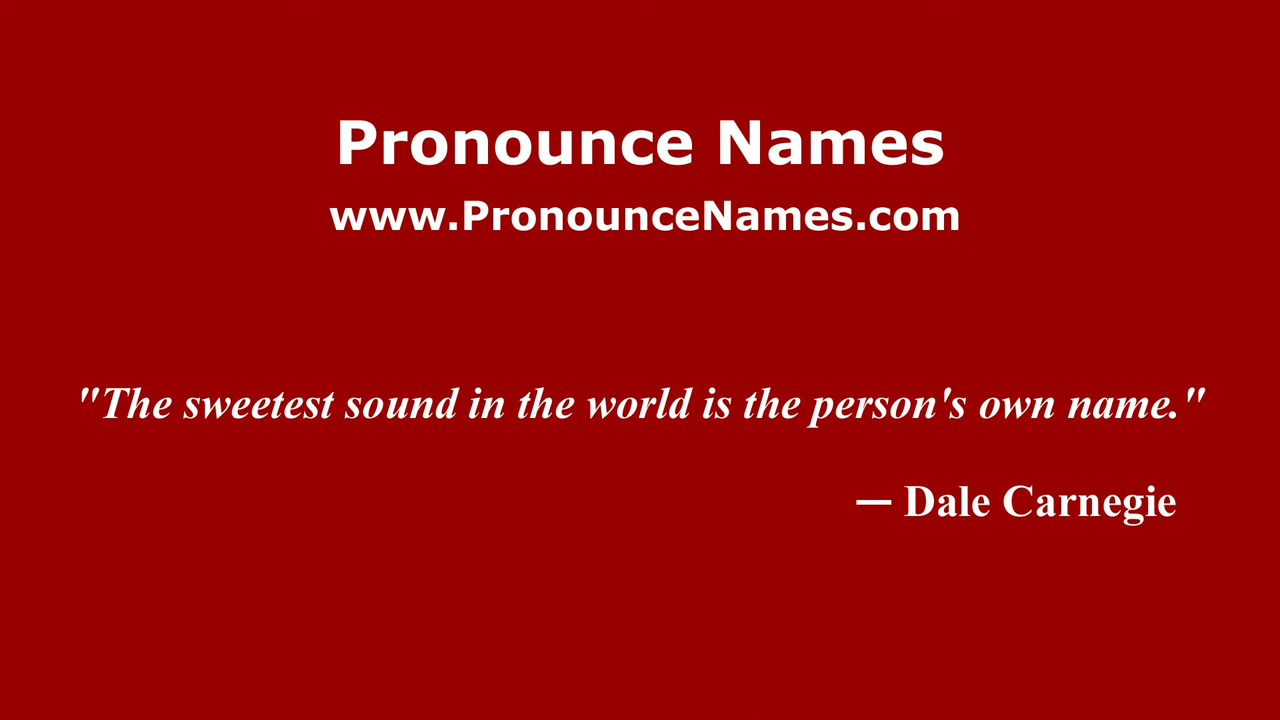 Pronounce Names
www.PronounceNames.com
"The sweetest sound in the world is the person's own name."
— Dale Carnegie